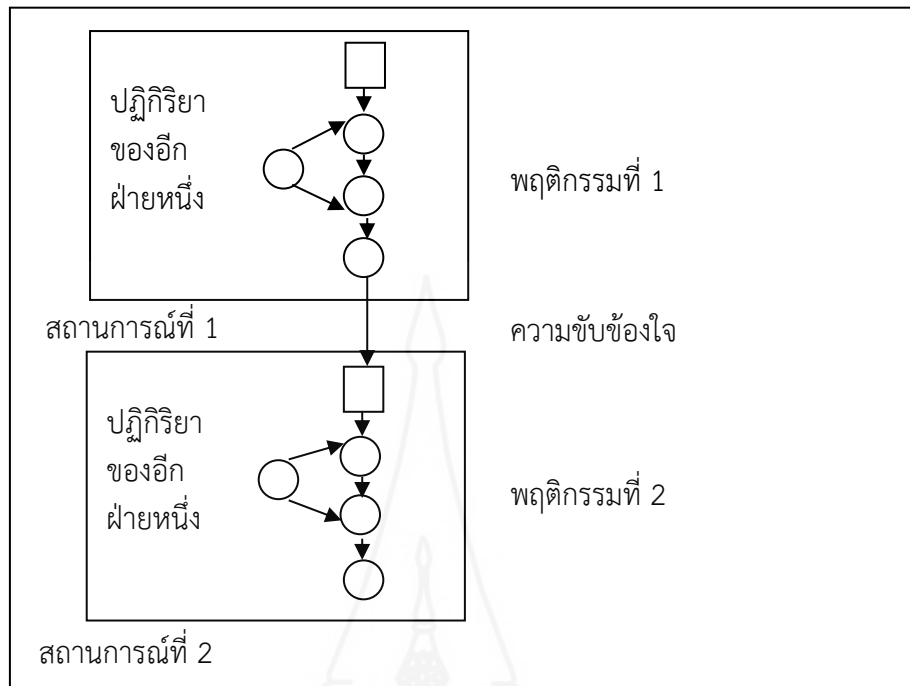 ปฏิกิริยา
ของอีก
ฝ่ายหนึ่ง
พฤติกรรมที่ 1
สถานการณ์ที่ 1
ความขับข้องใจ
ปฏิกิริยา
ของอีก
ฝ่ายหนึ่ง
พฤติกรรมที่ 2
สถานการณ์ที่ 2